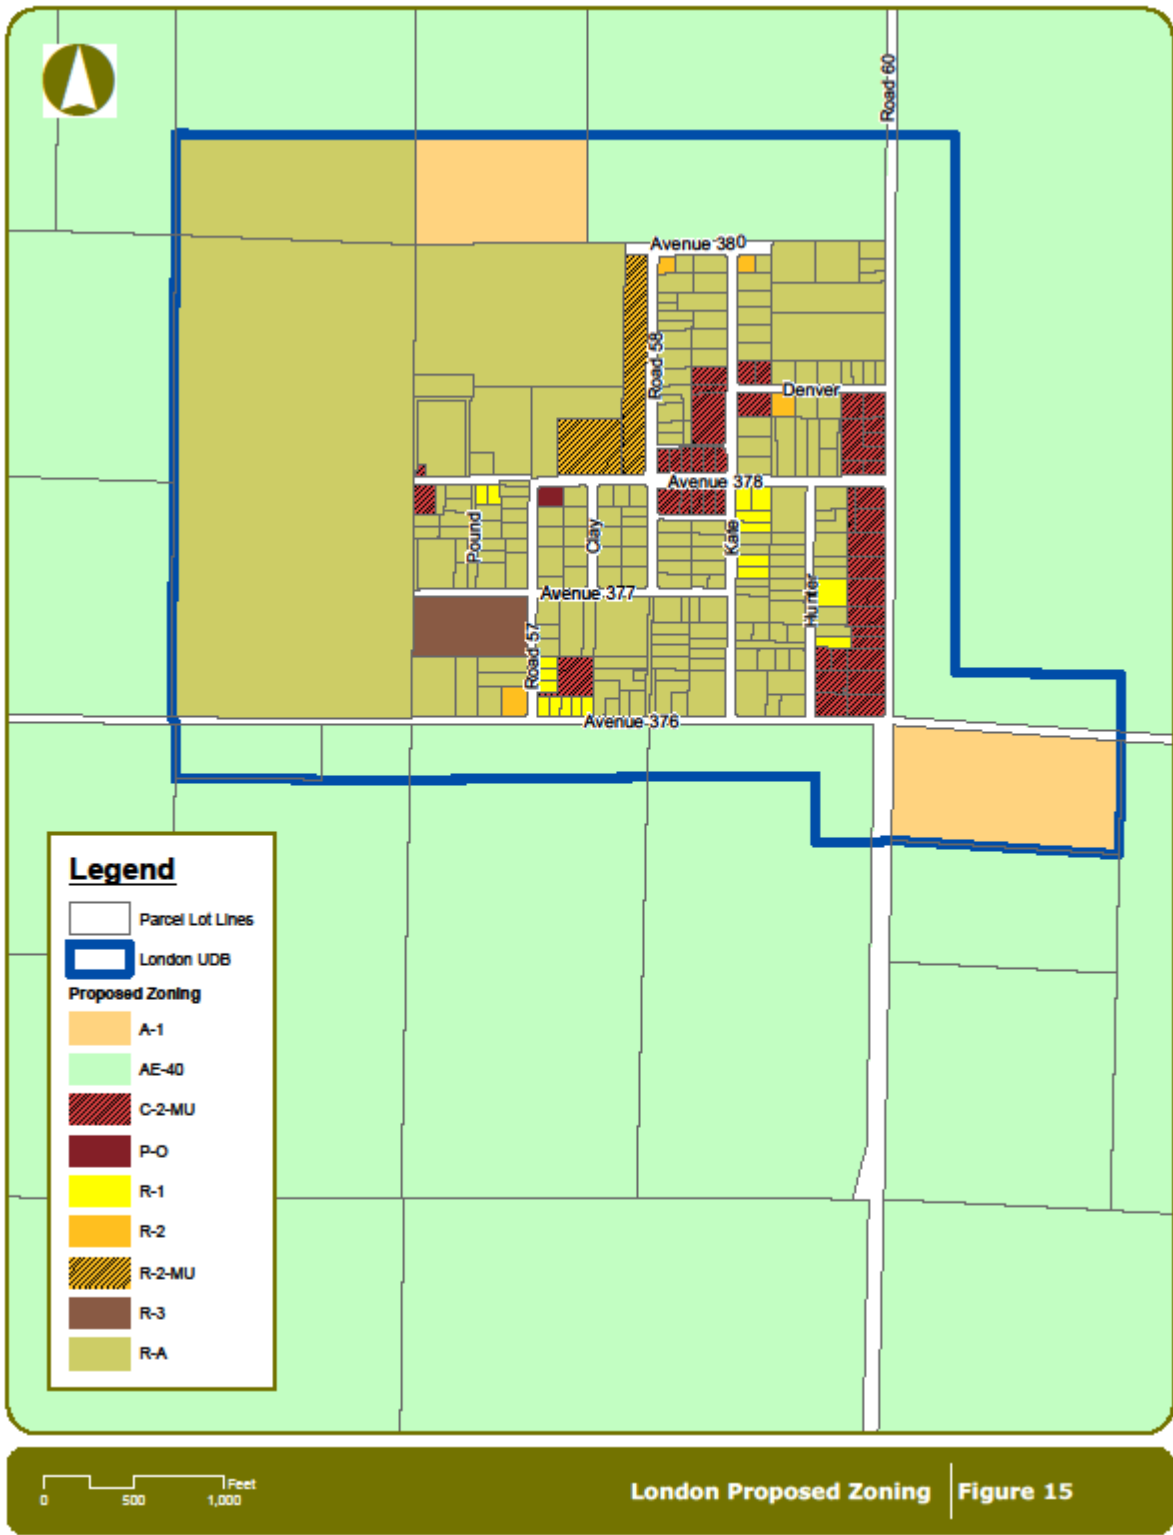 Road 60
Avenue 380
Road 58
Denver
Avenue 378
Pound
Clay
Kate
Hunter
Avenue 377
Road 57
Avenue 376
Legend
Parcel Lot Lines
London UDB
Proposed Zoning
A-1
AE-40
C-2-MU
P-O
R-1
R-2
R-2-MU
R-3
R-A
Feet
0 500 1,000
London Proposed Zoning Figure 15